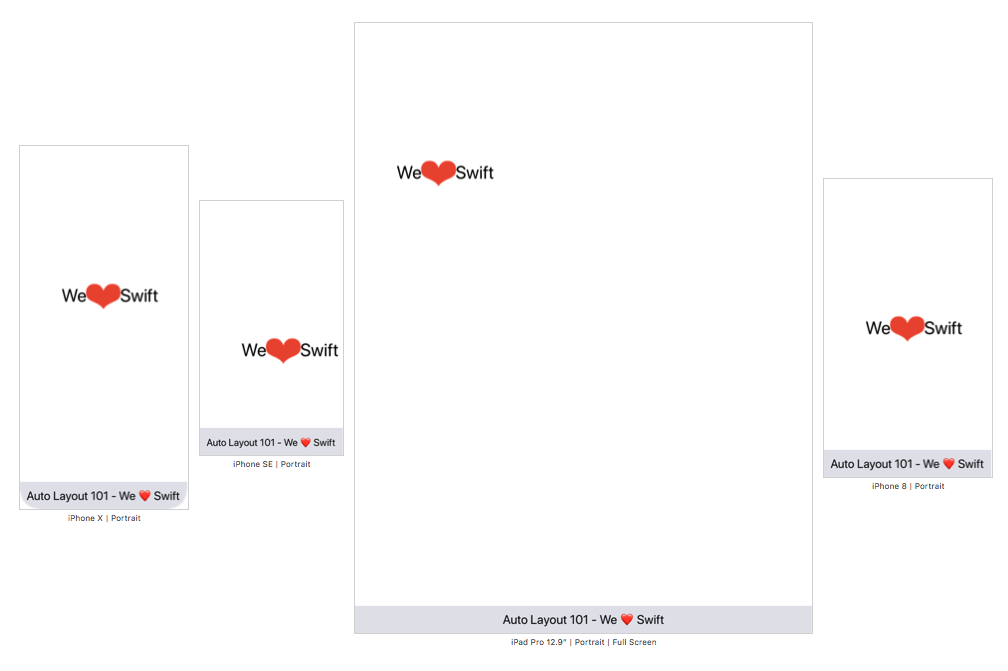 We❤Swift
Auto Layout 101 - We ❤️ Swift
iPhone X | Portrait
We❤Swift
Auto Layout 101 - We ❤️ Swift
iPhone SE | Portrait
We❤Swift
Auto Layout 101 - We ❤️ Swift
iPad Pro 12.9" | Portrait | Full Screen
We❤Swift
Auto Layout 101 - We ❤️ Swift
iPhone 8 | Portrait